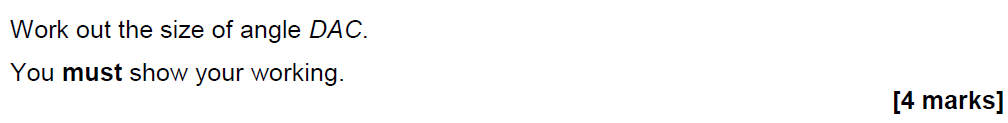 Work out the size of angle DAC.
You must show your working.
[4 marks]